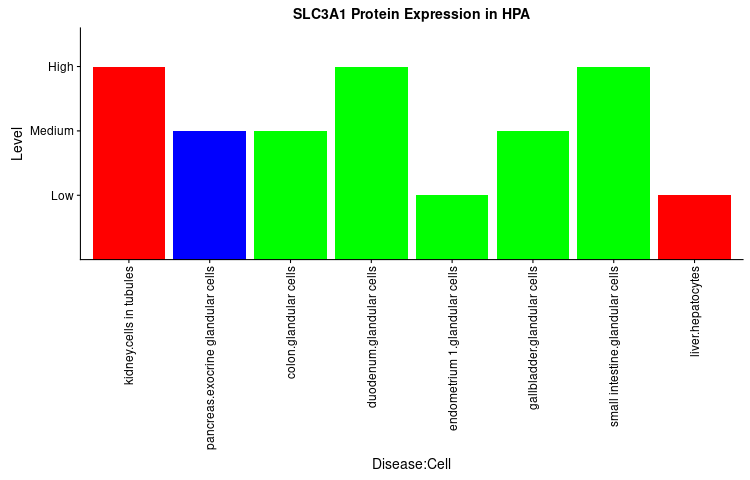 SLC3A1 Protein Expression in HPA
Level
High
Medium
Low
kidney.cells in tubules
pancreas.exocrine glandular cells
colon.glandular cells
duodenum.glandular cells
endometrium 1.glandular cells
gallbladder.glandular cells
small intestine.glandular cells
liver.hepatocytes
Disease:Cell